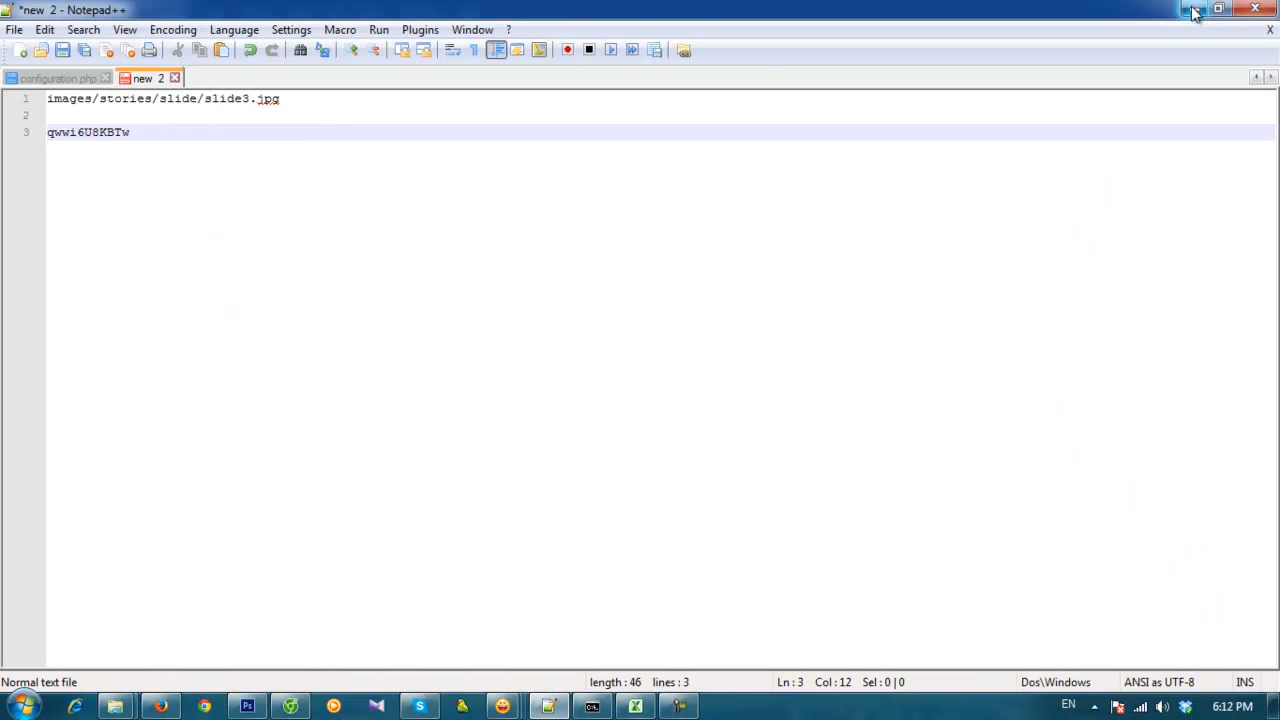 *new  2 - Notepad++
File Edit Search View Encoding Language Settings Macro Run Plugins Window ? X
configuration.php new 2
1 images/stories/slide/slide3.jpg
2
3 qwwi6U8KBTw
Normal text file length : 46 lines : 3 Ln : 3 Col : 12 Sel : 0 | 0 Dos\Windows ANSI as UTF-8 INS
EN 6:12 PM